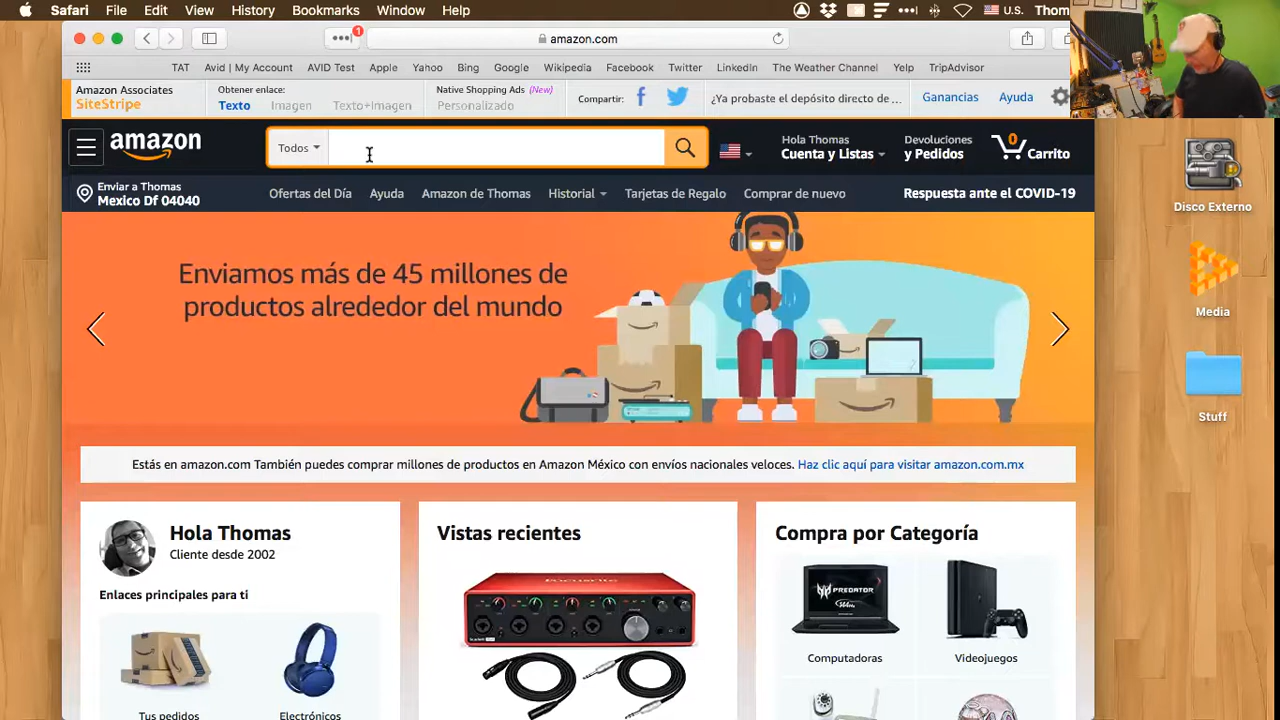 Safari File Edit View History Bookmarks Window Help U.S. Thom
1
amazon.com
TAT Avid | My Account AVID Test Apple Yahoo Bing Google Wikipedia Facebook Twitter LinkedIn The Weather Channel Yelp TripAdvisor
Amazon Associates
SiteStripe
Obtener enlace:
Texto Imagen Texto+Imagen
Native Shopping Ads (New)
Personalizado
Compartir:
¿Ya probaste el depósito directo de ...
Ganancias
Ayuda
amazon
Todos
Hola Thomas
Cuenta y Listas
Devoluciones
y Pedidos
0
Carrito
Enviar a Thomas
Mexico Df 04040
Ofertas del Día Ayuda Amazon de Thomas Historial Tarjetas de Regalo Comprar de nuevo
Respuesta ante el COVID-19
Enviamos más de 45 millones de
productos alrededor del mundo
Estás en amazon.com También puedes comprar millones de productos en Amazon México con envíos nacionales veloces. Haz clic aquí para visitar amazon.com.mx
Hola Thomas
Cliente desde 2002
Enlaces principales para ti
Tus pedidos
Electrónicos
Vistas recientes
Focusrite
Compra por Categoría
PREDATOR
Computadoras
Videojuegos
Disco Externo
Media
Stuff